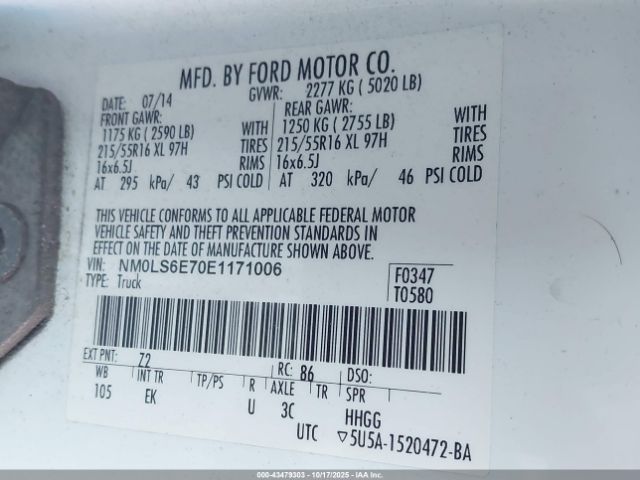 MFD. BY FORD MOTOR CO.
DATE: 07/14 GVWR: 2277 KG ( 5020 LB)
FRONT GAWR: REAR GAWR:
1175 KG ( 2590 LB) WITH 1250 KG ( 2755 LB) WITH
215/55R16 XL 97H TIRES 215/55R16 XL 97H TIRES
16x6.5J RIMS 16x6.5J RIMS
AT 295 kPa/ 43 PSI COLD AT 320 kPa/ 46 PSI COLD
THIS VEHICLE CONFORMS TO ALL APPLICABLE FEDERAL MOTOR
VEHICLE SAFETY AND THEFT PREVENTION STANDARDS IN
EFFECT ON THE DATE OF MANUFACTURE SHOWN ABOVE.
VIN: NM0LS6E70E1171006 F0347
TYPE: Truck T0580
EXT PNT: Z2 RC: 86 DSO:
WB INT TR TP/PS R AXLE TR SPR
105 EK U 3C HHGG
UTC ▽5U5A-1520472-BA
000-43479303 - 10/17/2025 - IAAI.COM